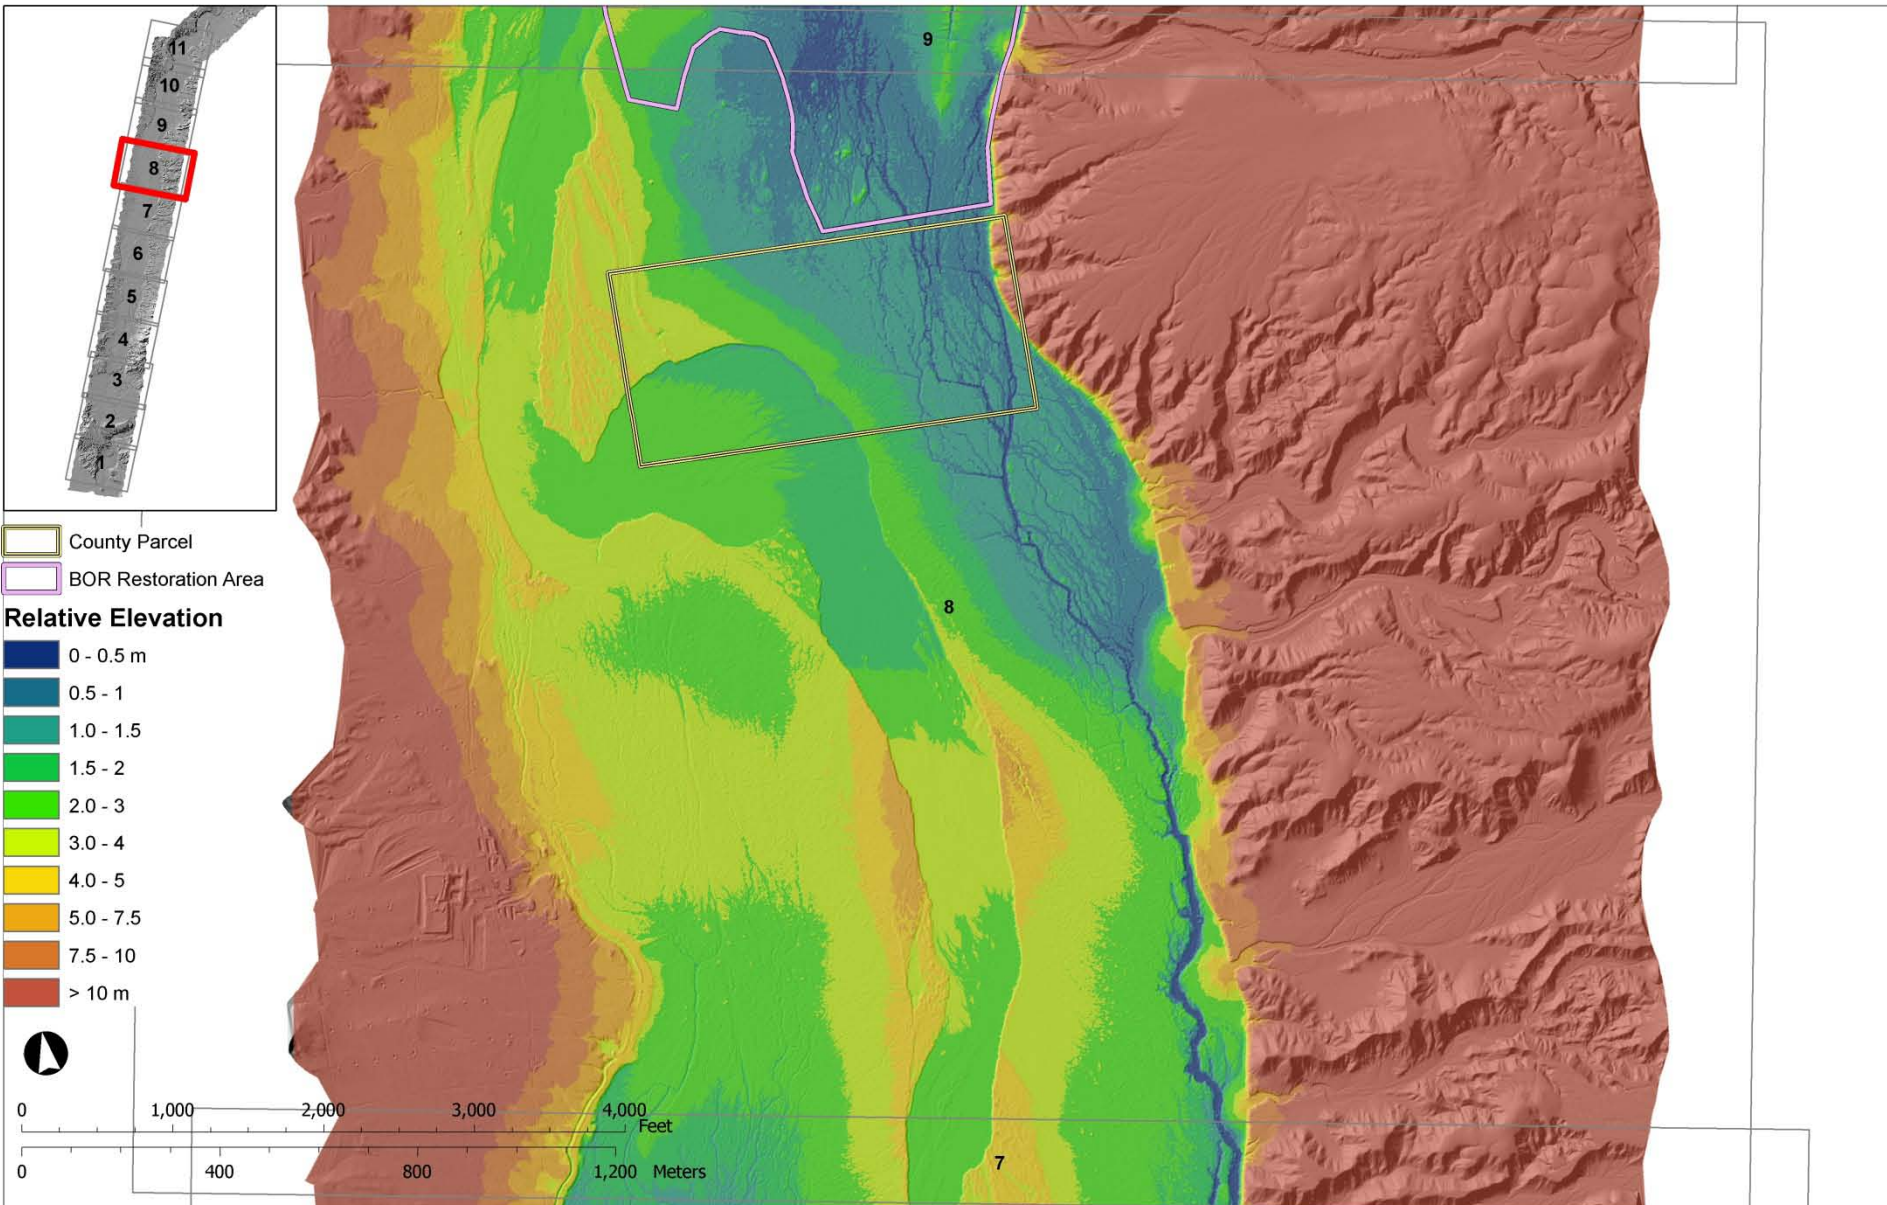 11
10
9
8
7
6
5
4
3
2
1
9
8
7
County Parcel
BOR Restoration Area
Relative Elevation
0 - 0.5 m
0.5 - 1
1.0 - 1.5
1.5 - 2
2.0 - 3
3.0 - 4
4.0 - 5
5.0 - 7.5
7.5 - 10
> 10 m
0 1,000 2,000 3,000 4,000
Feet
0 400 800 1,200 Meters